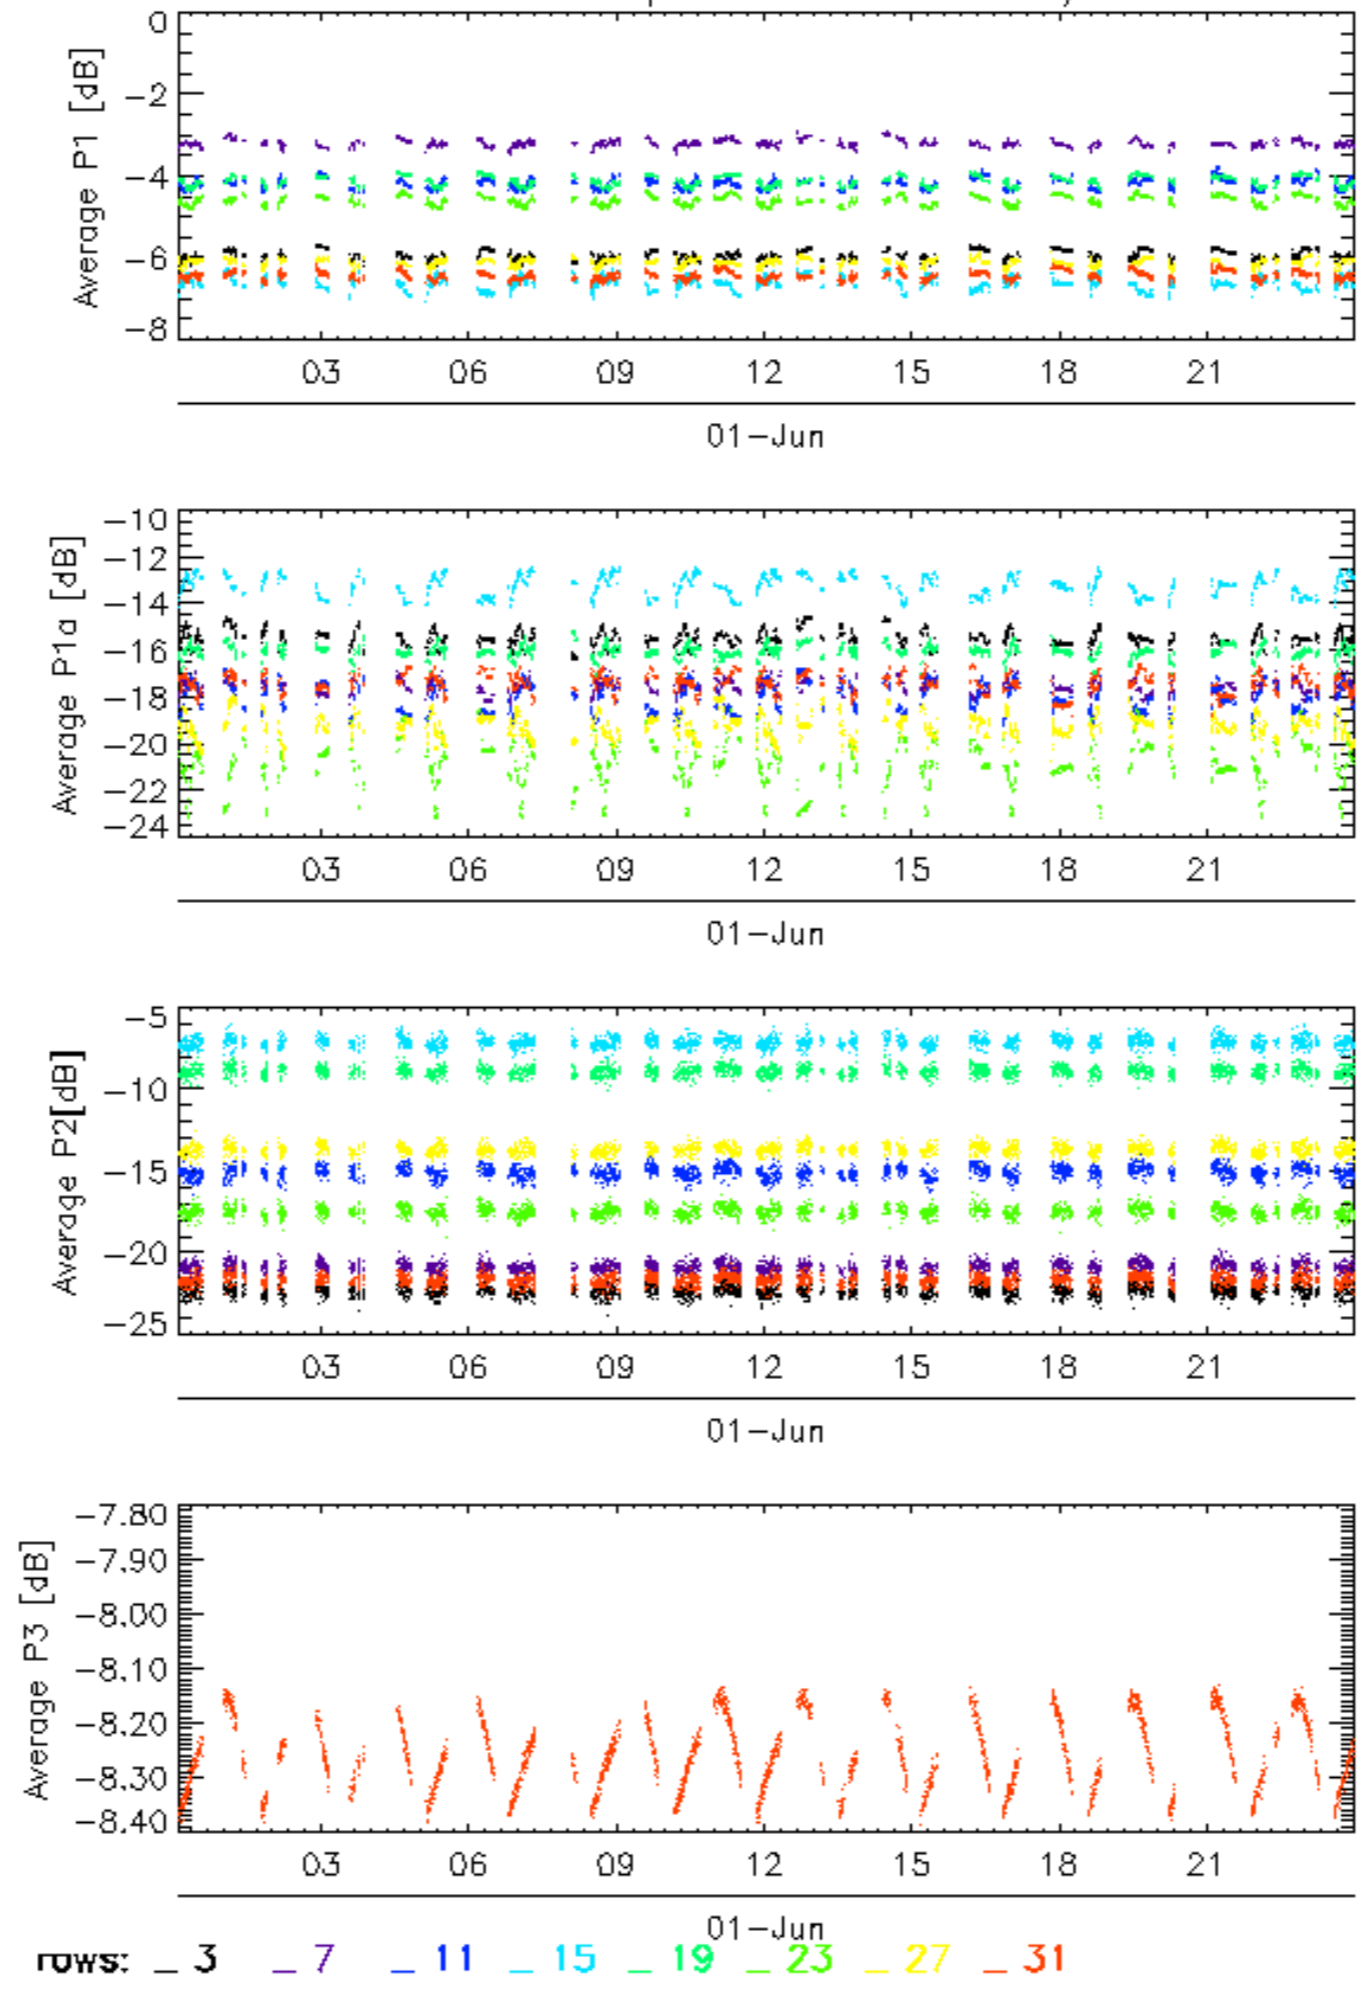 0
−2
−4
−6
−8
Average P1 [dB]
03 06 09 12 15 18 21
01−Jun
−10
−12
−14
−16
−18
−20
−22
−24
Average P1a [dB]
03 06 09 12 15 18 21
01−Jun
−5
−10
−15
−20
−25
Average P2[dB]
03 06 09 12 15 18 21
01−Jun
−7.80
−7.90
−8.00
−8.10
−8.20
−8.30
−8.40
Average P3 [dB]
03 06 09 12 15 18 21
01−Jun
rows: _ 3 _ 7 _ 11 _ 15 _ 19 _ 23 _ 27 _ 31